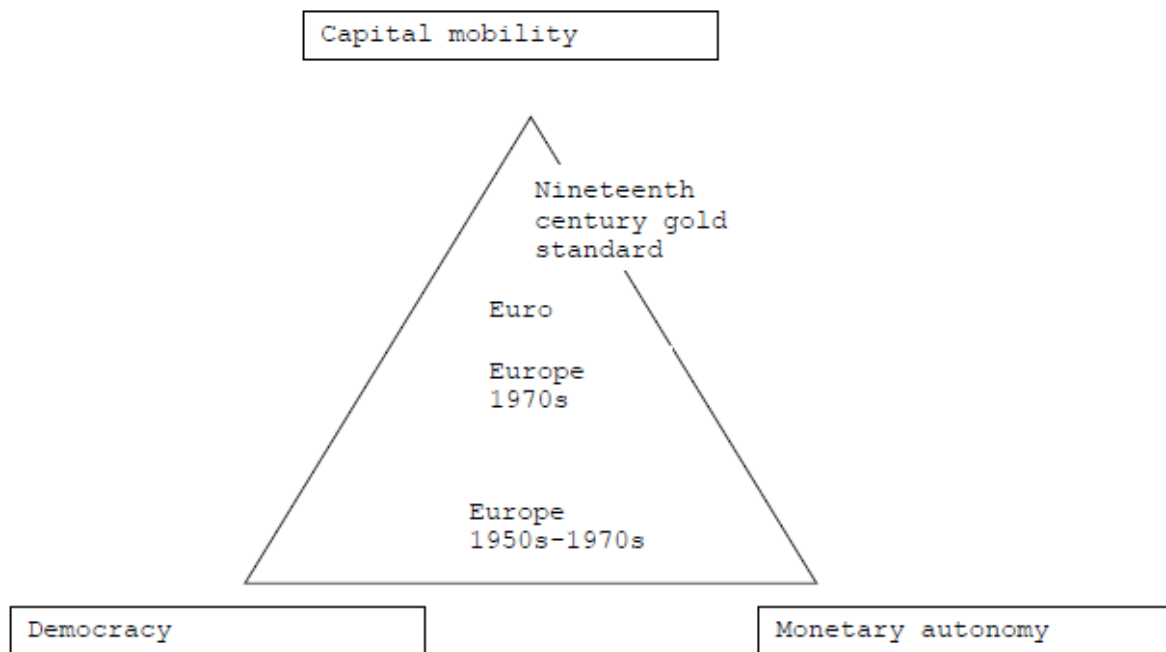 Capital mobility
Nineteenth
century gold
standard
Euro
Europe
1970s
Europe
1950s-1970s
Democracy
Monetary autonomy